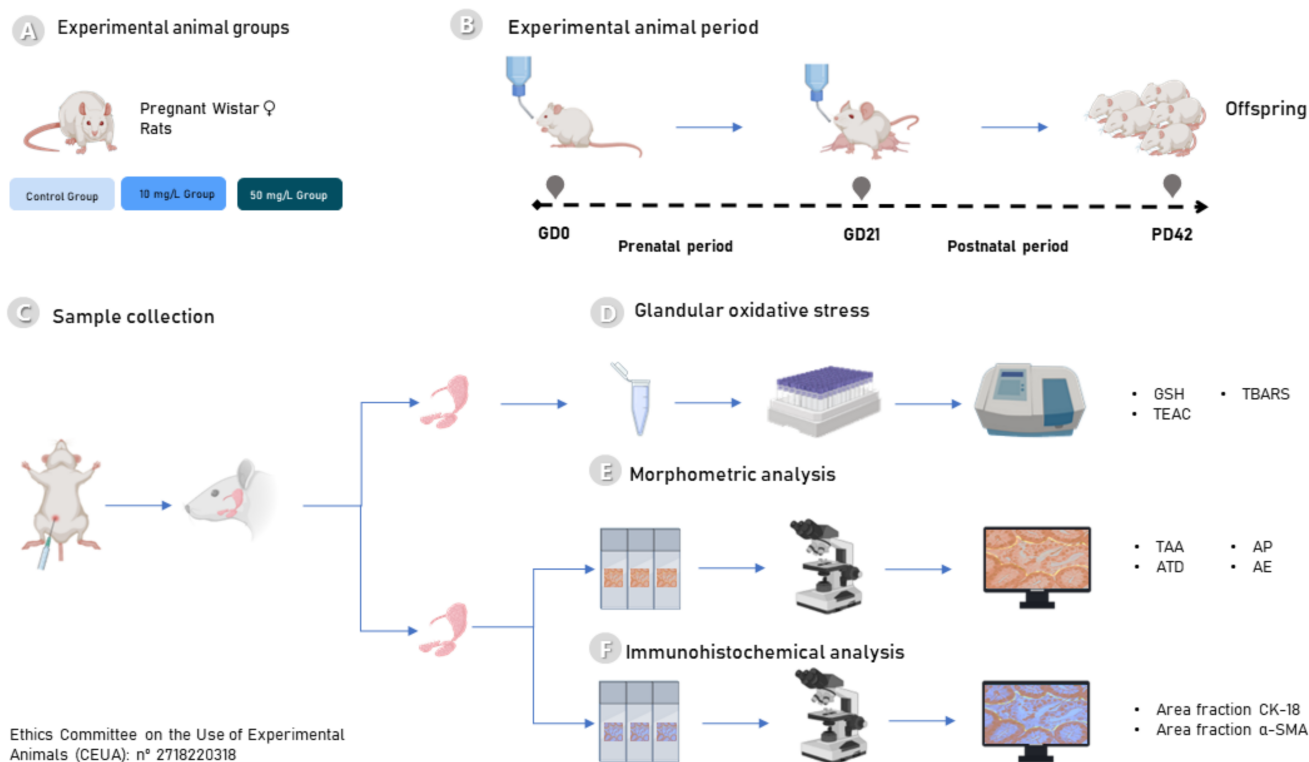 A Experimental animal groups
Pregnant Wistar ♀
Rats
Control Group
10 mg/L Group
50 mg/L Group
B Experimental animal period
Offspring
GD0
Prenatal period
GD21
Postnatal period
PD42
C Sample collection
D Glandular oxidative stress
• GSH • TBARS
• TEAC
E Morphometric analysis
• TAA • AP
• ATD • AE
F Immunohistochemical analysis
• Area fraction CK-18
• Area fraction α-SMA
Ethics Committee on the Use of Experimental
Animals (CEUA): nº 2718220318